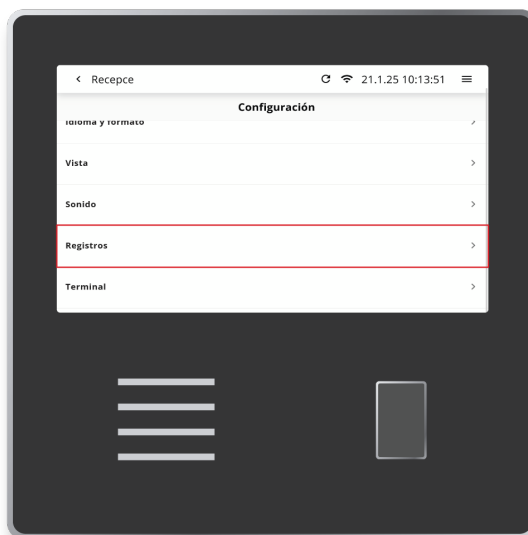 Recepce 21.1.25 10:13:51
Configuración
Idioma y formato
Vista
Sonido
Registros
Terminal